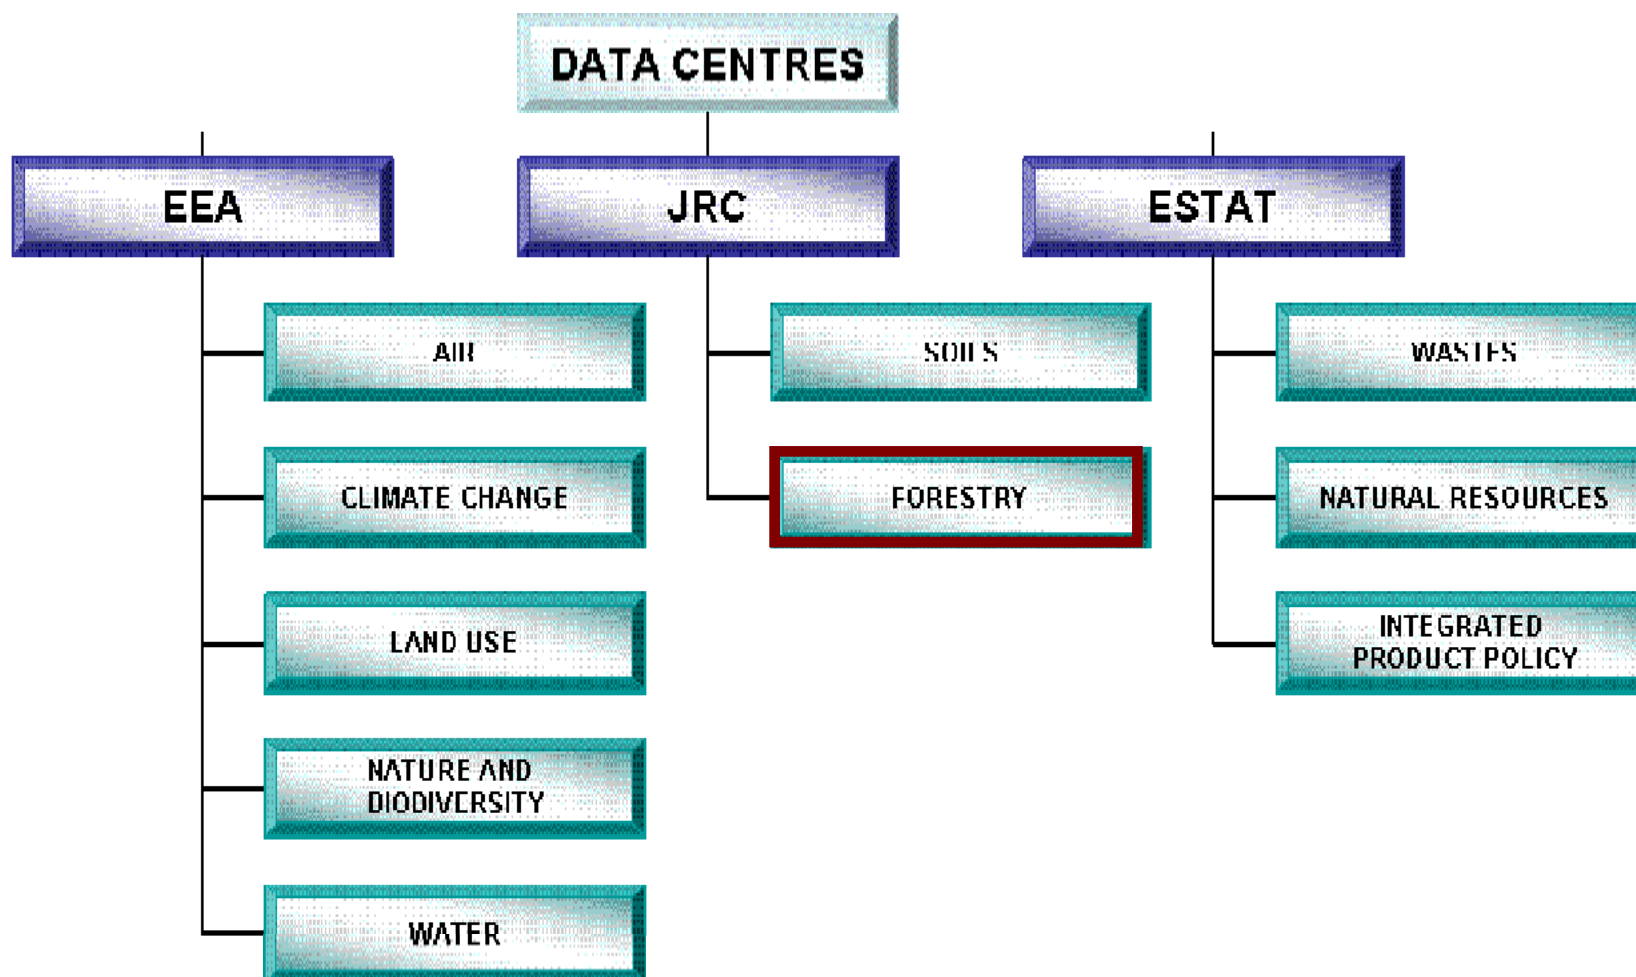 DATA CENTRES
EEA
JRC
ESTAT
AIR
SOILS
WASTES
CLIMATE CHANGE
FORESTRY
NATURAL RESOURCES
LAND USE
INTEGRATED
PRODUCT POLICY
NATURE AND
BIODIVERSITY
WATER